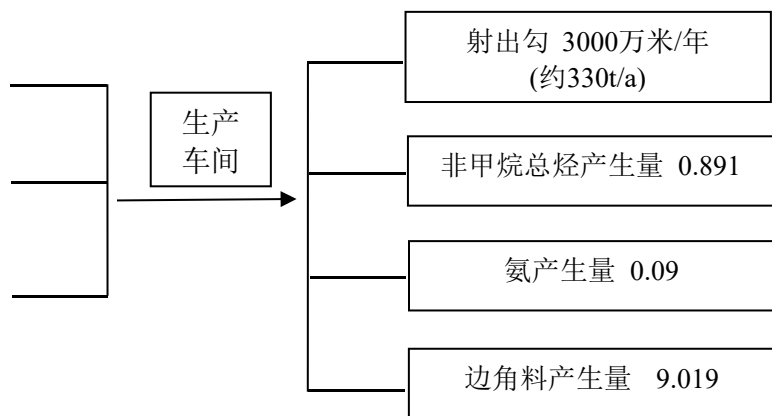 射出勾 3000万米/年
(约330t/a)
生产
车间
非甲烷总烃产生量 0.891
氨产生量 0.09
边角料产生量 9.019